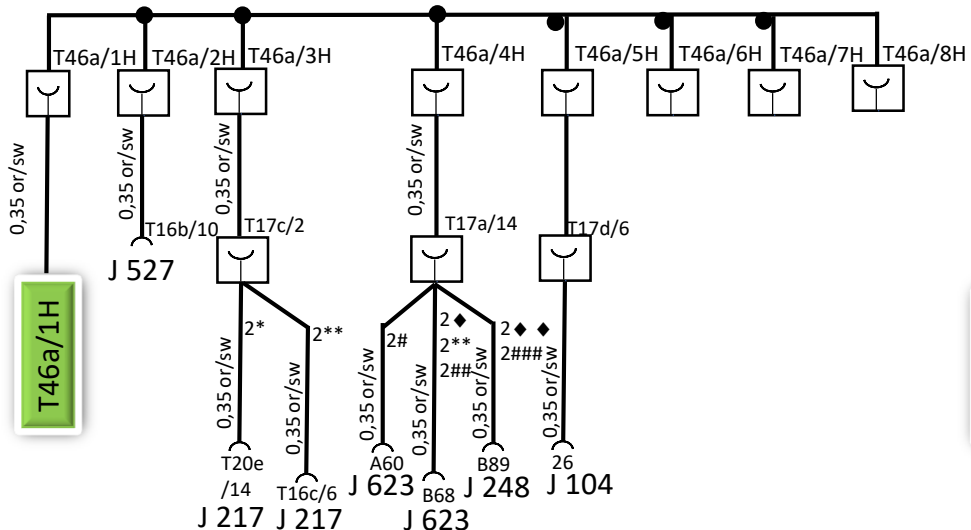 T46a/1H
T46a/2H
T46a/3H
T46a/4H
T46a/5H
T46a/6H
T46a/7H
T46a/8H
0,35 or/sw
0,35 or/sw
0,35 or/sw
0,35 or/sw
T16b/10
J 527
T17c/2
T17a/14
T17d/6
T46a/1H
2*
2**
2#
2 ♦
2**
2##
2 ♦ ♦
2###
0,35 or/sw
0,35 or/sw
0,35 or/sw
0,35 or/sw
0,35 or/sw
0,35 or/sw
T20e
/14
J 217
T16c/6
J 217
A60
J 623
B68
J 623
B89
J 248
26
J 104